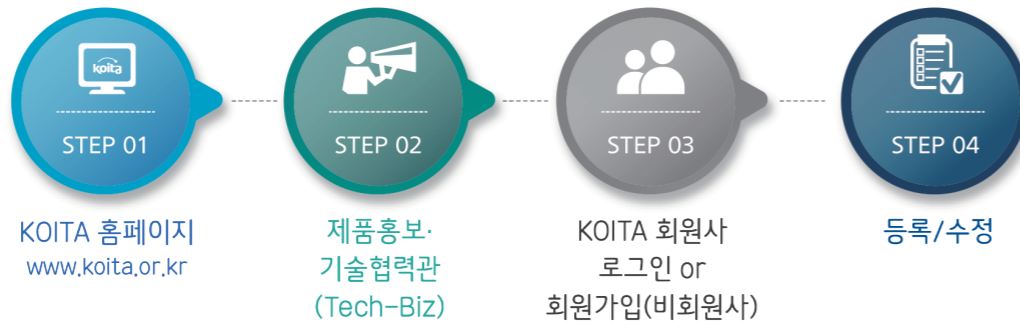 koita
STEP 01
KOITA 홈페이지
www.koita.or.kr
STEP 02
제품홍보·
기술협력관
(Tech-Biz)
STEP 03
KOITA 회원사
로그인 or
회원가입(비회원사)
STEP 04
등록/수정